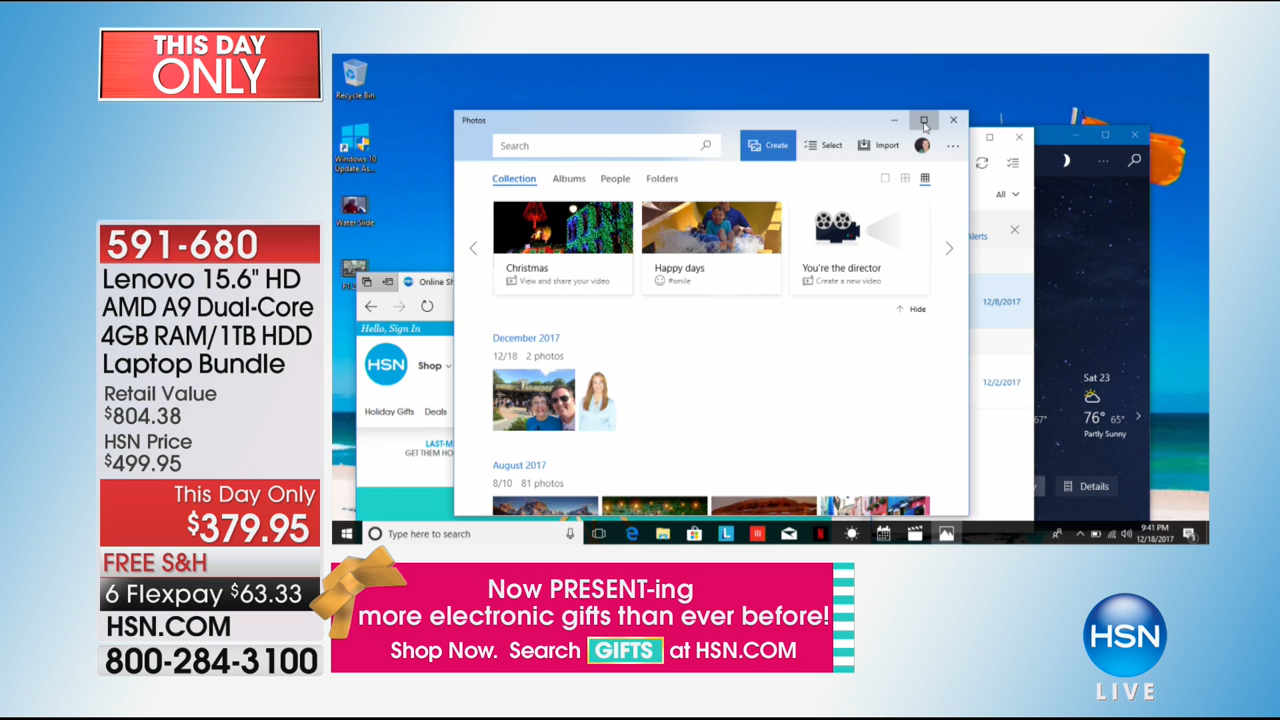 THIS DAY
ONLY
591-680
Lenovo 15.6" HD
AMD A9 Dual-Core
4GB RAM/1TB HDD
Laptop Bundle
Retail Value
$804.38
HSN Price
$499.95
This Day Only
$379.95
FREE S&H
6 Flexpay $63.33
HSN.COM
800-284-3100
Recycle Bin
Windows 10
Update As...
Water Slide
Photos
Search
Create
Select
Import
...
Collection
Albums
People
Folders
Christmas
View and share your video
Happy days
#smile
You're the director
Create a new video
Hide
December 2017
12/18 2 photos
August 2017
8/10 81 photos
Online Sh
Hello, Sign In
HSN
Shop
Holiday Gifts
Deals
LAST-M
GET THEM HO
All
Alerts
12/8/2017
12/2/2017
...
Sat 23
67°
76° 65°
Partly Sunny
Details
Type here to search
9:41 PM
12/18/2017
Now PRESENT-ing
more electronic gifts than ever before!
Shop Now. Search GIFTS at HSN.COM
HSN
LIVE